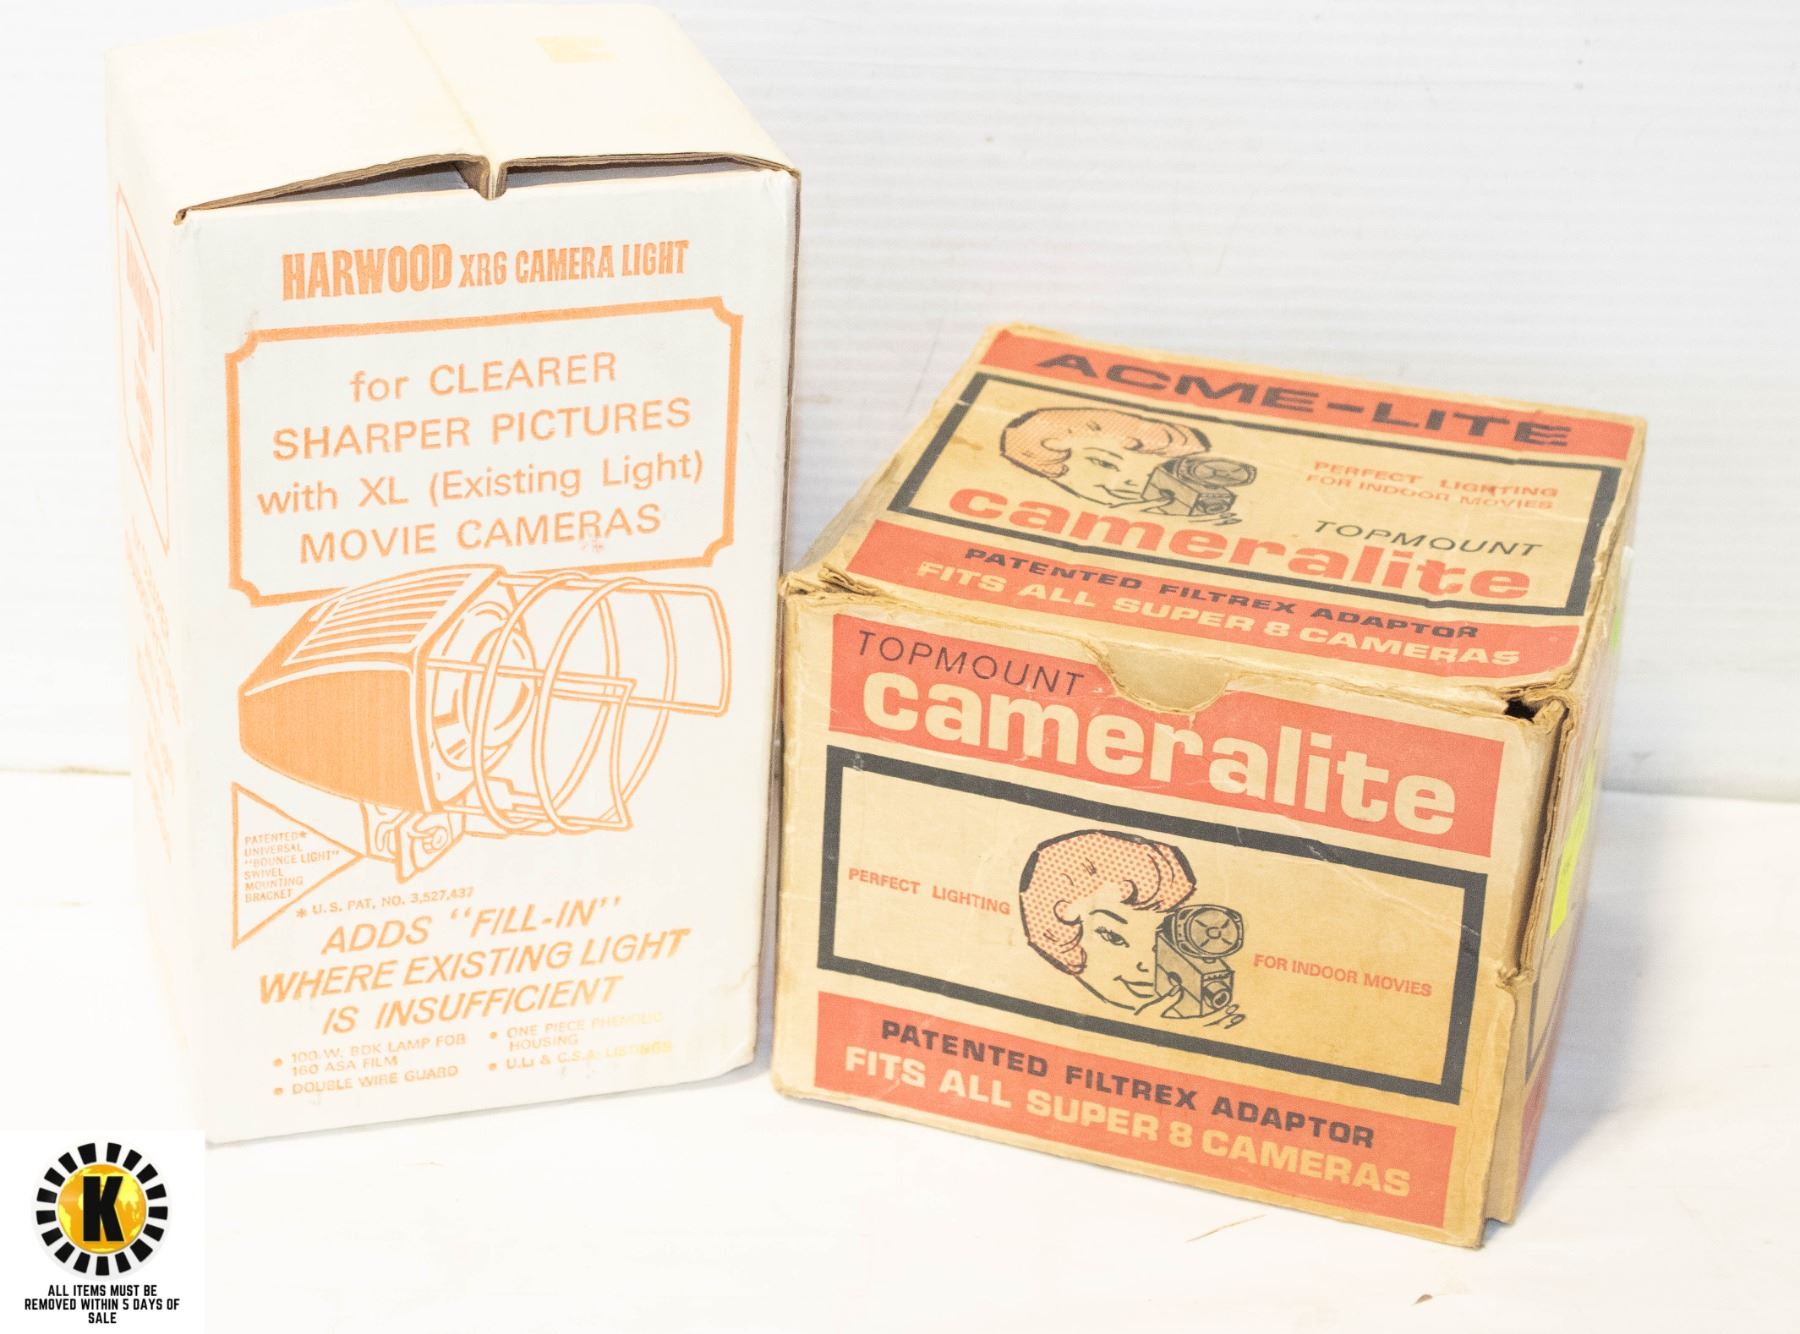 HARWOOD XR6 CAMERA LIGHT
for CLEARER
SHARPER PICTURES
with XL (Existing Light)
MOVIE CAMERAS
PATENTED*
UNIVERSAL
"BOUNCE LIGHT"
SWIVEL
MOUNTING
BRACKET
* U.S. PAT, NO. 3,527,437
ADDS "FILL-IN"
WHERE EXISTING LIGHT
IS INSUFFICIENT
• 100 W. BDK LAMP FOR
160 ASA FILM
• DOUBLE WIRE GUARD
• ONE PIECE PHENOLIC
HOUSING
• U.L. & C.S.A. LISTINGS
ACME-LITE
PERFECT LIGHTING
FOR INDOOR MOVIES
TOPMOUNT
cameralite
PATENTED FILTREX ADAPTOR
FITS ALL SUPER 8 CAMERAS
TOPMOUNT
cameralite
PERFECT LIGHTING
FOR INDOOR MOVIES
PATENTED FILTREX ADAPTOR
FITS ALL SUPER 8 CAMERAS
K
ALL ITEMS MUST BE
REMOVED WITHIN 5 DAYS OF
SALE